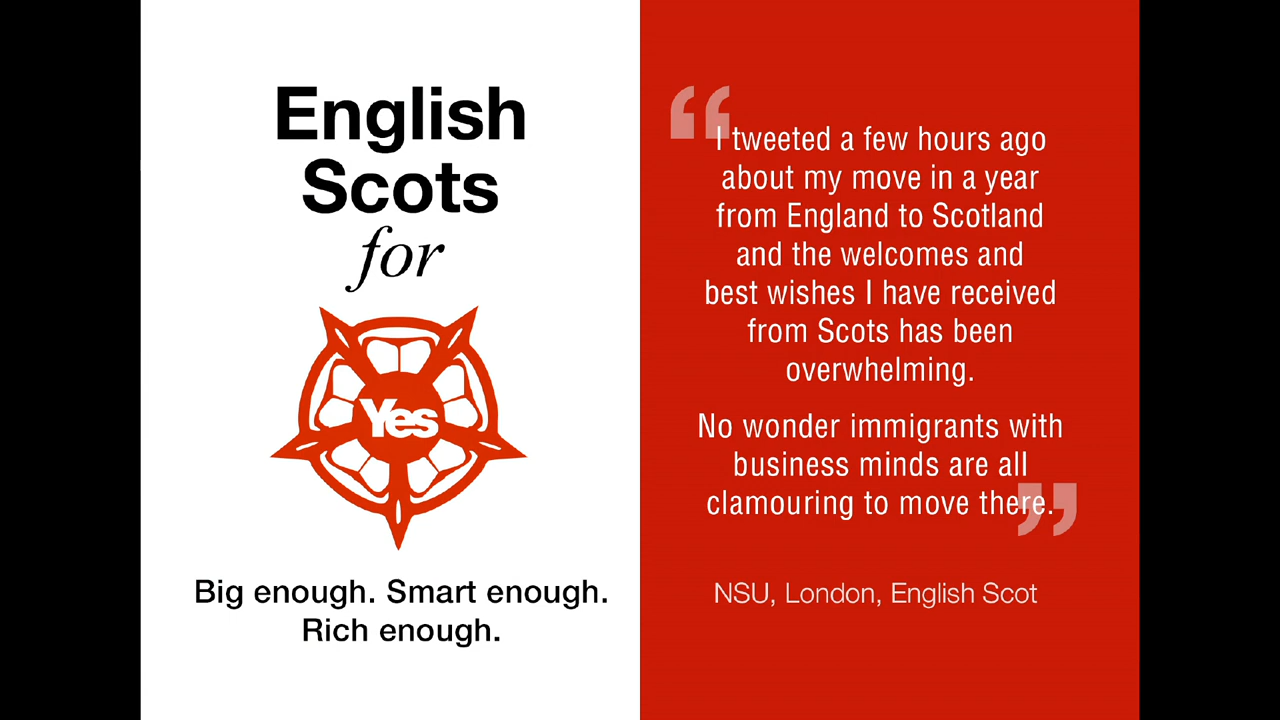 English
Scots
for
Yes
Big enough. Smart enough.
Rich enough.
“I tweeted a few hours ago
about my move in a year
from England to Scotland
and the welcomes and
best wishes I have received
from Scots has been
overwhelming.
No wonder immigrants with
business minds are all
clamouring to move there.”
NSU, London, English Scot